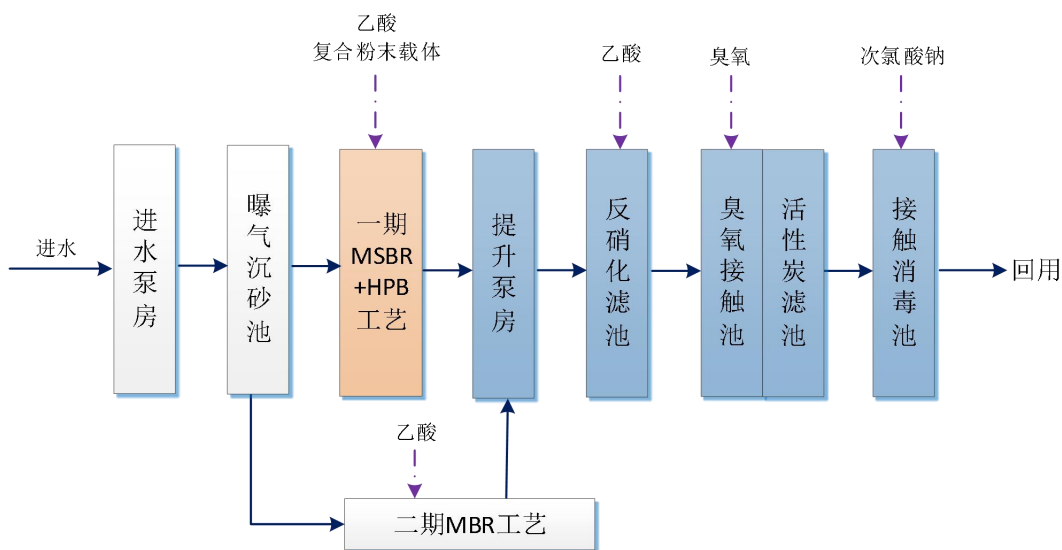 乙酸
复合粉末载体
乙酸
臭氧
次氯酸钠
进水
进水泵房
曝气沉砂池
一期
MSBR
+HPB
工艺
提升泵房
反硝化滤池
臭氧接触池
活性炭滤池
接触消毒池
回用
乙酸
二期MBR工艺